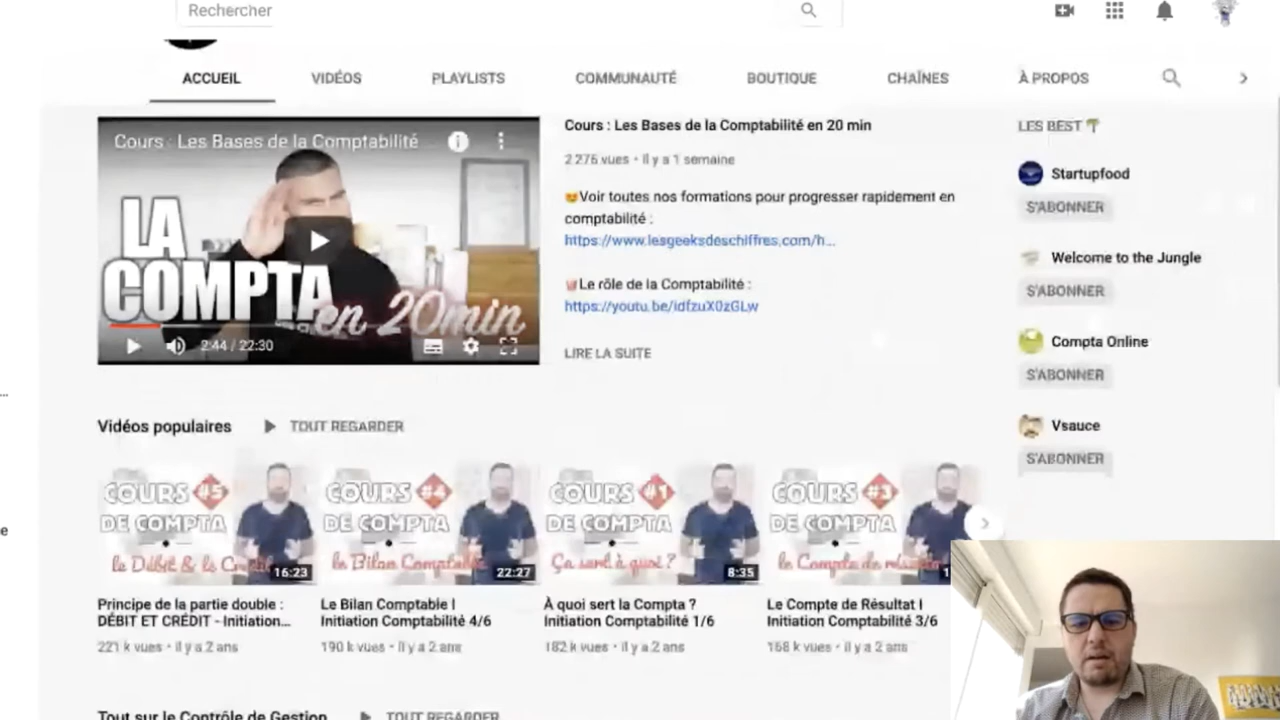 Rechercher
ACCUEIL
VIDÉOS
PLAYLISTS
COMMUNAUTÉ
BOUTIQUE
CHAÎNES
À PROPOS
Cours : Les Bases de la Comptabilité ...
LA
COMPTA
en 20min
2:44 / 22:30
Cours : Les Bases de la Comptabilité en 20 min
2 275 vues • il y a 1 semaine
Voir toutes nos formations pour progresser rapidement en
comptabilité :
https://www.lesgeeksdeschiffres.com/h...
Le rôle de la Comptabilité :
https://youtu.be/idfzuX0zGLw
LIRE LA SUITE
LES BEST
Startupfood
S'ABONNER
Welcome to the Jungle
S'ABONNER
Compta Online
S'ABONNER
Vsauce
S'ABONNER
Vidéos populaires
TOUT REGARDER
COURS #5
DE COMPTA
le Débit & le Crédit
16:23
Principe de la partie double :
DÉBIT ET CRÉDIT - Initiation...
221 k vues • il y a 2 ans
COURS #4
DE COMPTA
le Bilan Comptable
22:27
Le Bilan Comptable |
Initiation Comptabilité 4/6
190 k vues • il y a 2 ans
COURS #1
DE COMPTA
Ça sert à quoi ?
8:35
À quoi sert la Compta ?
Initiation Comptabilité 1/6
182 k vues • il y a 2 ans
COURS #3
DE COMPTA
le Compte de résultat
Le Compte de Résultat |
Initiation Comptabilité 3/6
158 k vues • il y a 2 ans
Tout sur le Contrôle de Gestion
TOUT REGARDER